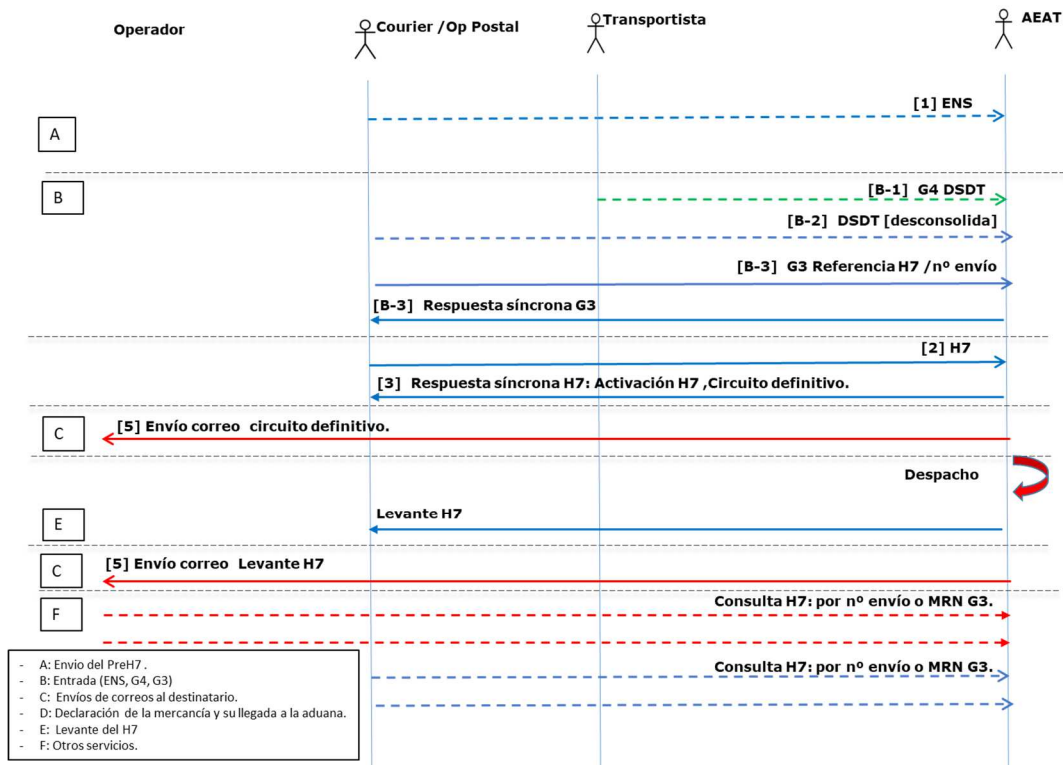 Operador
Courier /Op Postal
Transportista
AEAT
[1] ENS
A
B
[B-1] G4 DSDT
[B-2] DSDT [desconsolida]
[B-3] G3 Referencia H7 /nº envío
[B-3] Respuesta síncrona G3
[2] H7
[3] Respuesta síncrona H7: Activación H7 ,Circuito definitivo.
C
[5] Envío correo circuito definitivo.
Despacho
E
Levante H7
C
[5] Envío correo Levante H7
F
Consulta H7: por nº envío o MRN G3.
Consulta H7: por nº envío o MRN G3.
- A: Envio del PreH7 .
- B: Entrada (ENS, G4, G3)
- C: Envíos de correos al destinatario.
- D: Declaración de la mercancía y su llegada a la aduana.
- E: Levante del H7
- F: Otros servicios.